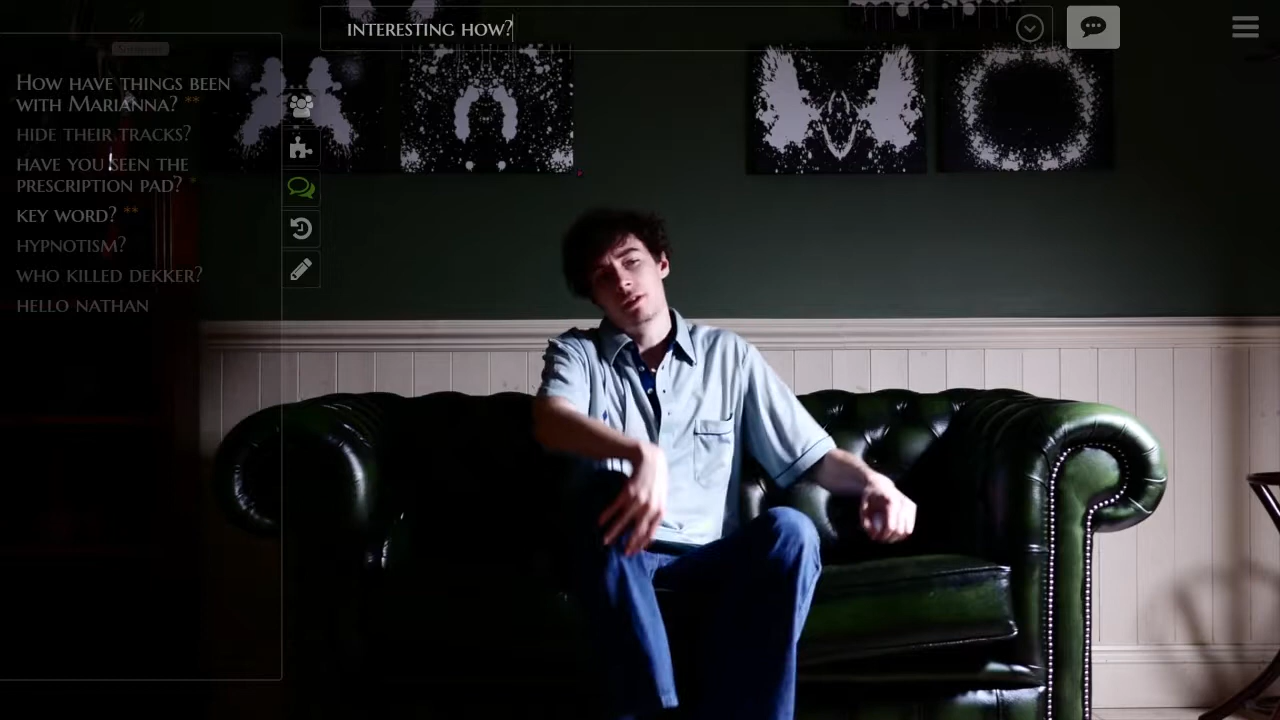 INTERESTING HOW?
HOW HAVE THINGS BEEN
WITH MARIANNA? **
HIDE THEIR TRACKS?
HAVE YOU SEEN THE
PRESCRIPTION PAD?
KEY WORD? **
HYPNOTISM?
WHO KILLED DEKKER?
HELLO NATHAN